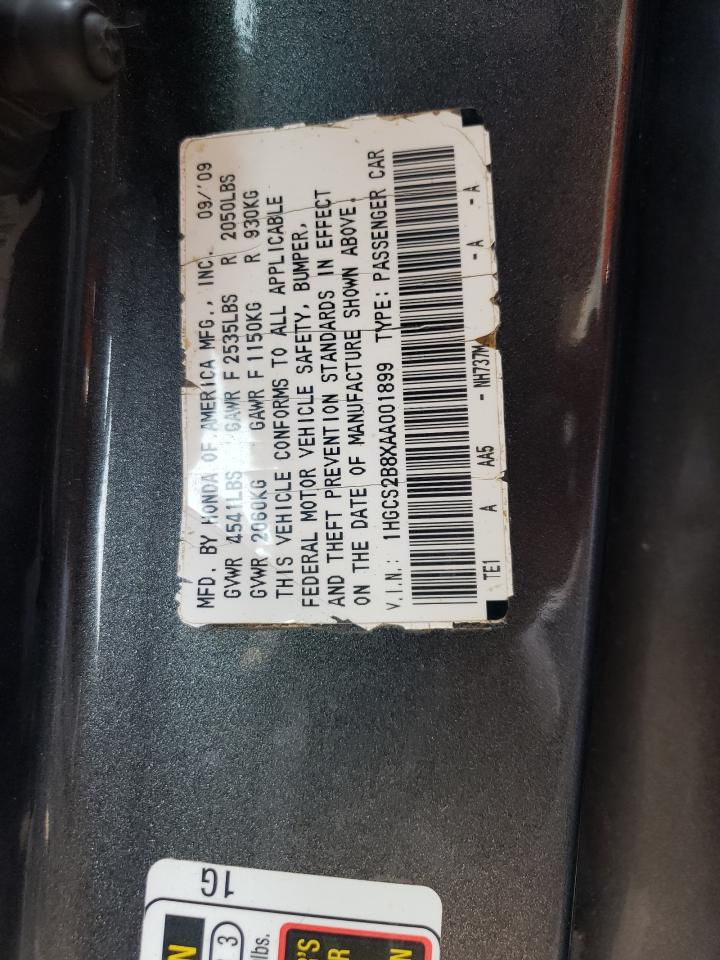 MFD. BY HONDA OF AMERICA MFG., INC. 09/'09
GVWR 4541LBS GAWR F 2535LBS R 2050LBS
GVWR 2060KG GAWR F 1150KG R 930KG
THIS VEHICLE CONFORMS TO ALL APPLICABLE
FEDERAL MOTOR VEHICLE SAFETY, BUMPER,
AND THEFT PREVENTION STANDARDS IN EFFECT
ON THE DATE OF MANUFACTURE SHOWN ABOVE.
V.I.N.: 1HGCS2B8XAA001899 TYPE: PASSENGER CAR
TE1 A AA5 - NH737M - A - A
1G
N
3
lbs.
'S
R
N